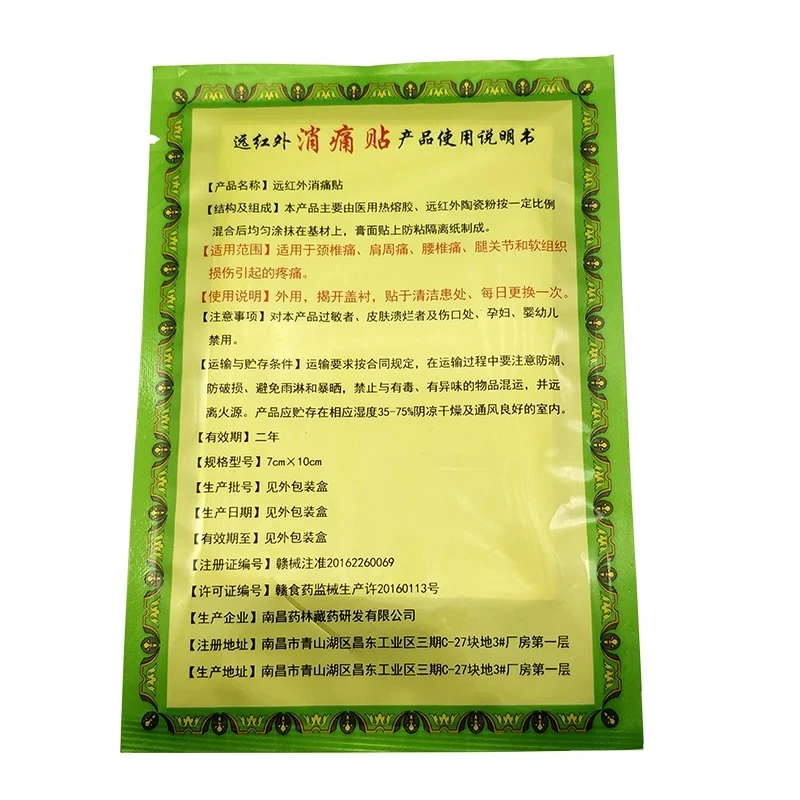 远红外消痛贴产品使用说明书
【产品名称】远红外消痛贴
【结构及组成】本产品主要由医用热熔胶、远红外陶瓷粉按一定比例
混合后均匀涂抹在基材上，膏面贴上防粘隔离纸制成。
【适用范围】适用于颈椎痛、肩周痛、腰椎痛、腿关节和软组织
损伤引起的疼痛。
【使用说明】外用，揭开盖衬，贴于清洁患处、每日更换一次。
【注意事项】对本产品过敏者、皮肤溃烂者及伤口处、孕妇、婴幼儿
禁用。
【运输与贮存条件】运输要求按合同规定，在运输过程中要注意防潮、
防破损、避免雨淋和暴晒，禁止与有毒、有异味的物品混运，并远
离火源。产品应贮存在相应湿度35-75%阴凉干燥及通风良好的室内。
【有效期】二年
【规格型号】7cm×10cm
【生产批号】见外包装盒
【生产日期】见外包装盒
【有效期至】见外包装盒
【注册证编号】赣械注准20162260069
【许可证编号】赣食药监械生产许20160113号
【生产企业】南昌药林藏药研发有限公司
【注册地址】南昌市青山湖区昌东工业区三期C-27块地3#厂房第一层
【生产地址】南昌市青山湖区昌东工业区三期C-27块地3#厂房第一层